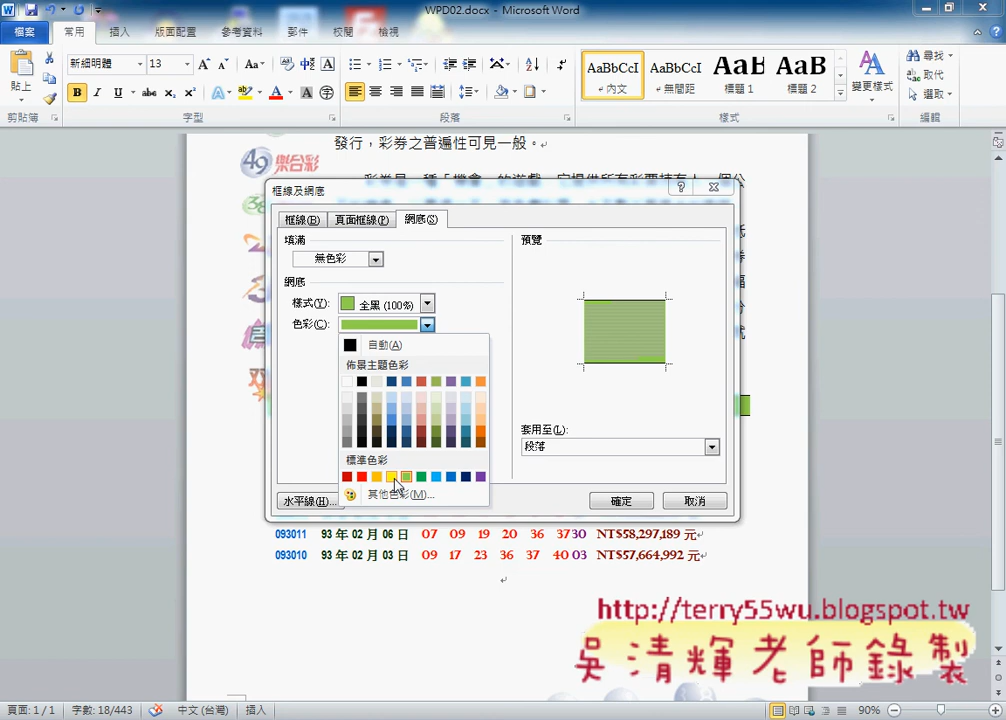 WPD02.docx - Microsoft Word
檔案 常用 插入 版面配置 參考資料 郵件 校閱 檢視
新細明體 13
貼上
剪貼簿 字型 段落 樣式 編輯
AaBbCcI AaBbCcI AaB AaB
內文 無間距 標題 1 標題 2
變更樣式
尋找
取代
選取
發行，彩券之普遍性可見一般。
49 樂合彩
框線及網底
框線(B) 頁面框線(P) 網底(S)
填滿
無色彩
網底
樣式(Y): 全黑 (100%)
色彩(C):
自動(A)
佈景主題色彩
標準色彩
其他色彩(M)...
預覽
套用至(L):
段落
水平線(H)... 確定 取消
093011 93 年 02 月 06 日 07 09 19 20 36 37 30 NT$58,297,189 元
093010 93 年 02 月 03 日 09 17 23 36 37 40 03 NT$57,664,992 元
http://terry55wu.blogspot.tw
吳清輝老師錄製
頁面: 1 / 1 字數: 18/443 中文 (台灣) 插入 90%